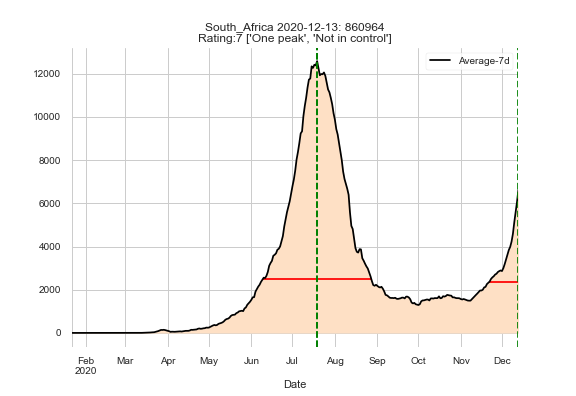 South_Africa 2020-12-13: 860964
Rating:7 ['One peak', 'Not in control']
Average-7d
12000
10000
8000
6000
4000
2000
0
Feb Mar Apr May Jun Jul Aug Sep Oct Nov Dec
2020
Date